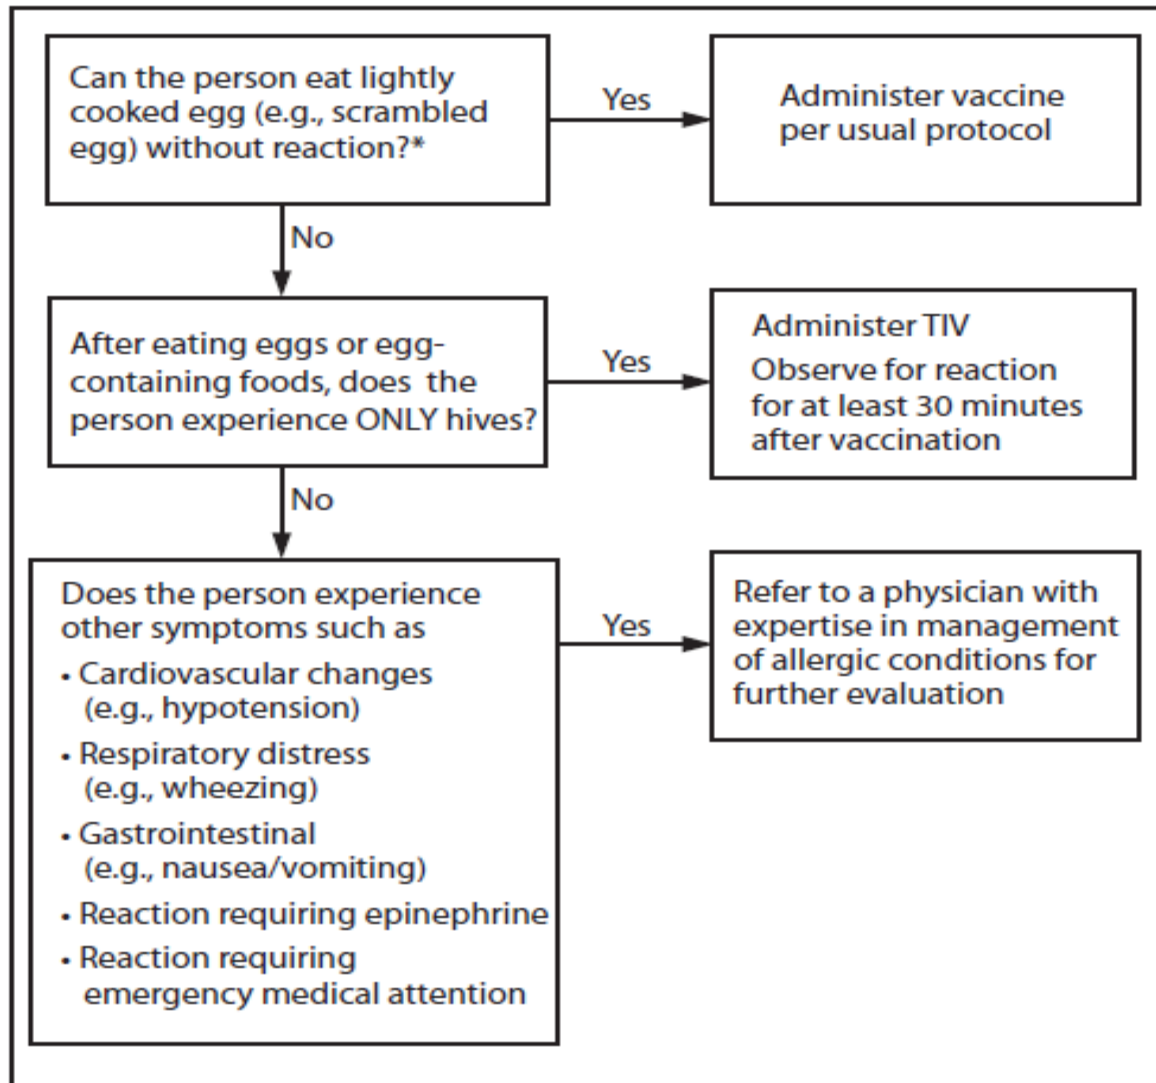 Can the person eat lightly
cooked egg (e.g., scrambled
egg) without reaction?*
Yes
Administer vaccine
per usual protocol
No
After eating eggs or egg-
containing foods, does the
person experience ONLY hives?
Yes
Administer TIV
Observe for reaction
for at least 30 minutes
after vaccination
No
Does the person experience
other symptoms such as
• Cardiovascular changes
(e.g., hypotension)
• Respiratory distress
(e.g., wheezing)
• Gastrointestinal
(e.g., nausea/vomiting)
• Reaction requiring epinephrine
• Reaction requiring
emergency medical attention
Yes
Refer to a physician with
expertise in management
of allergic conditions for
further evaluation